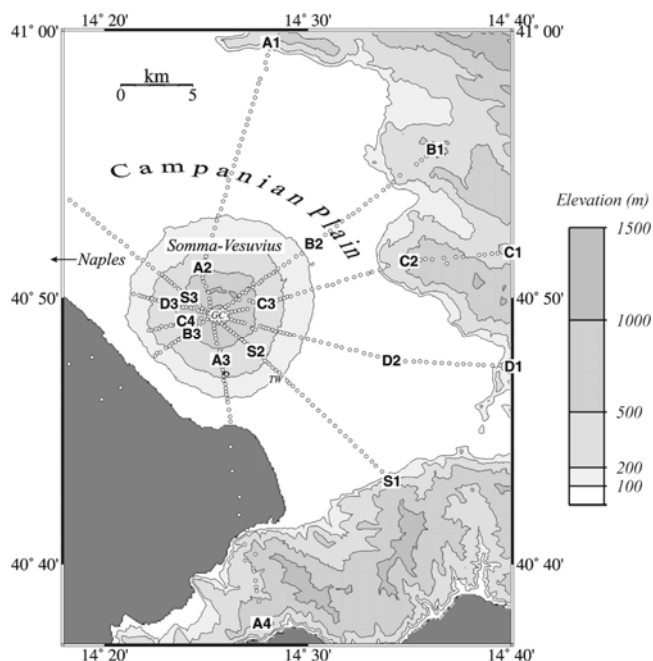 14° 20' 14° 30' 14° 40'
41° 00' 41° 00'
A1
km
0 5
B1
Campanian Plain
Elevation (m)
1500
B2
Somma-Vesuvius
C1
C2
Naples
A2
40° 50' 40° 50'
S3
D3
C3
GC
1000
C4
B3
A3
S2
D2
D1
TW
500
S1
200
100
40° 40' 40° 40'
A4
14° 20' 14° 30' 14° 40'